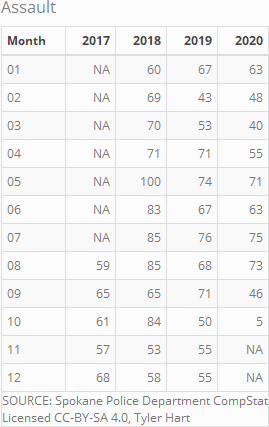 Assault
Month 2017 2018 2019 2020
01 NA 60 67 63
02 NA 69 43 48
03 NA 70 53 40
04 NA 71 71 55
05 NA 100 74 71
06 NA 83 67 63
07 NA 85 76 75
08 59 85 68 73
09 65 65 71 46
10 61 84 50 5
11 57 53 55 NA
12 68 58 55 NA
SOURCE: Spokane Police Department CompStat
Licensed CC-BY-SA 4.0, Tyler Hart